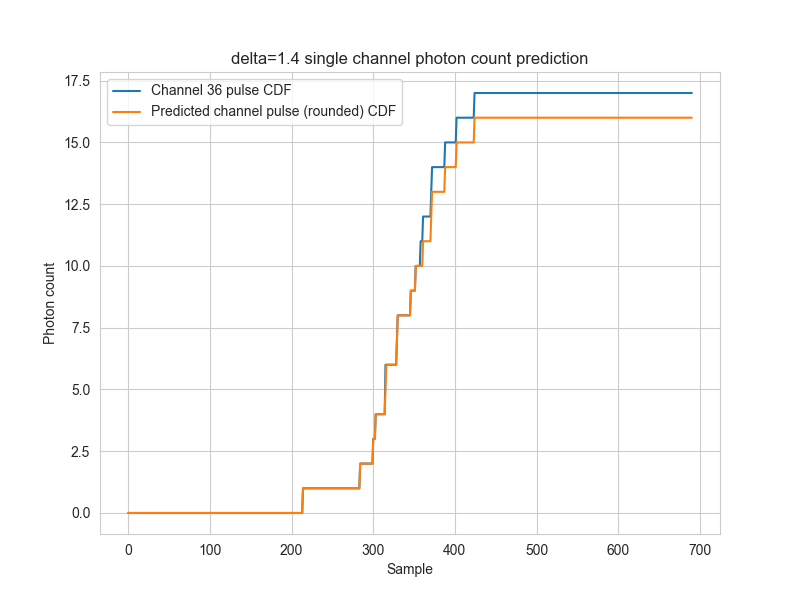 delta=1.4 single channel photon count prediction
Channel 36 pulse CDF
Predicted channel pulse (rounded) CDF
17.5
15.0
12.5
10.0
7.5
5.0
2.5
0.0
Photon count
0 100 200 300 400 500 600 700
Sample